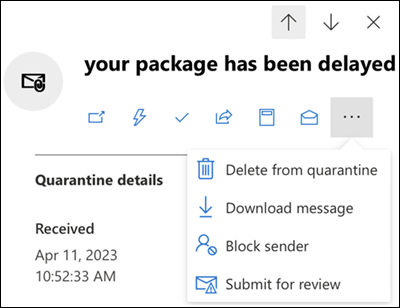 your package has been delayed
Delete from quarantine
Quarantine details
Download message
Received
Block sender
Apr 11, 2023
10:52:33 AM
Submit for review